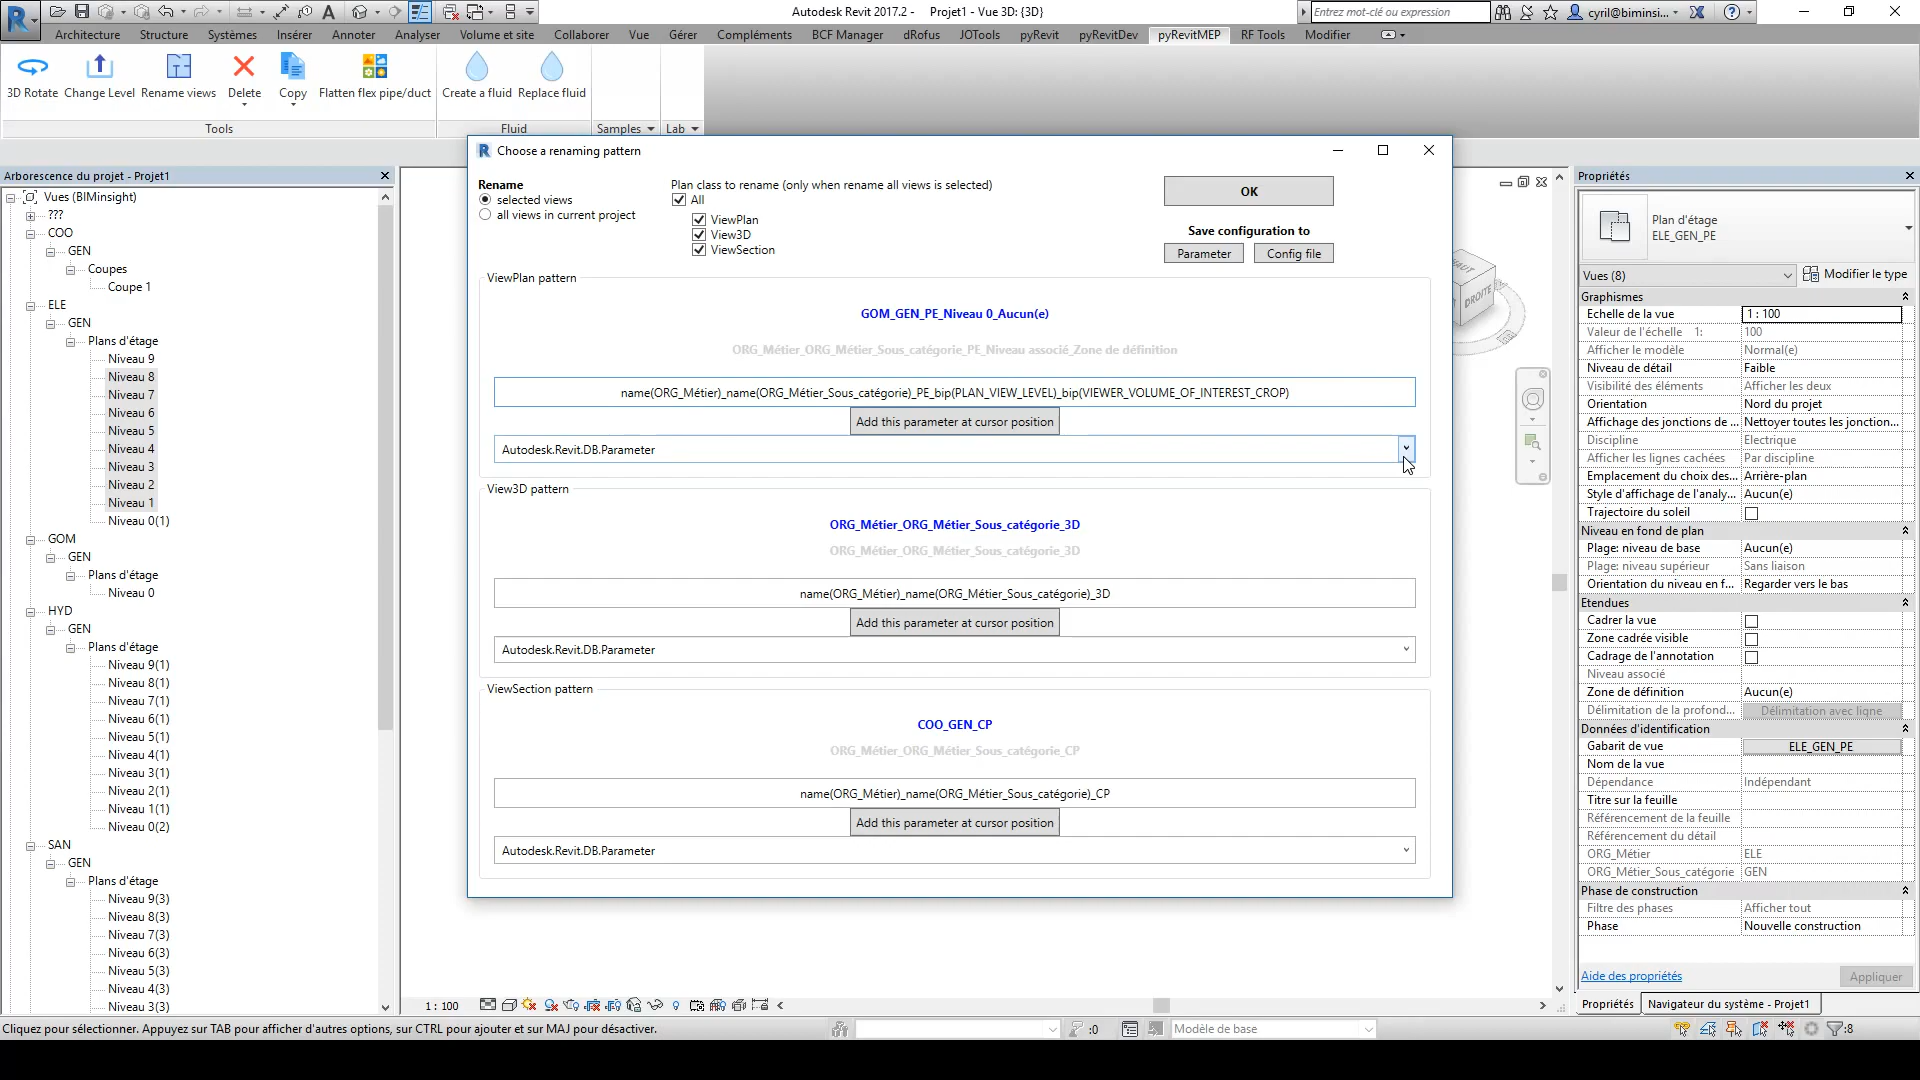 Autodesk Revit 2017.2 - Projet1 - Vue 3D: {3D}
Entrez mot-clé ou expression
cyril@biminsi...
Architecture Structure Systèmes Insérer Annoter Analyser Volume et site Collaborer Vue Gérer Compléments BCF Manager dRofus JOTools pyRevit pyRevitDev pyRevitMEP RF Tools Modifier
3D Rotate Change Level Rename views Delete Copy Flatten flex pipe/duct Create a fluid Replace fluid
Tools Fluid Samples Lab
Arborescence du projet - Projet1
Vues (BIMinsight)
???
COO
GEN
Coupes
Coupe 1
ELE
GEN
Plans d'étage
Niveau 9
Niveau 8
Niveau 7
Niveau 6
Niveau 5
Niveau 4
Niveau 3
Niveau 2
Niveau 1
Niveau 0(1)
GOM
GEN
Plans d'étage
Niveau 0
HYD
GEN
Plans d'étage
Niveau 9(1)
Niveau 8(1)
Niveau 7(1)
Niveau 6(1)
Niveau 5(1)
Niveau 4(1)
Niveau 3(1)
Niveau 2(1)
Niveau 1(1)
Niveau 0(2)
SAN
GEN
Plans d'étage
Niveau 9(3)
Niveau 8(3)
Niveau 7(3)
Niveau 6(3)
Niveau 5(3)
Niveau 4(3)
Niveau 3(3)
Choose a renaming pattern
Rename
selected views
all views in current project
Plan class to rename (only when rename all views is selected)
All
ViewPlan
View3D
ViewSection
OK
Save configuration to
Parameter Config file
ViewPlan pattern
GOM_GEN_PE_Niveau 0_Aucun(e)
ORG_Métier_ORG_Métier_Sous_catégorie_PE_Niveau associé_Zone de définition
name(ORG_Métier)_name(ORG_Métier_Sous_catégorie)_PE_bip(PLAN_VIEW_LEVEL)_bip(VIEWER_VOLUME_OF_INTEREST_CROP)
Add this parameter at cursor position
Autodesk.Revit.DB.Parameter
View3D pattern
ORG_Métier_ORG_Métier_Sous_catégorie_3D
ORG_Métier_ORG_Métier_Sous_catégorie_3D
name(ORG_Métier)_name(ORG_Métier_Sous_catégorie)_3D
Add this parameter at cursor position
Autodesk.Revit.DB.Parameter
ViewSection pattern
COO_GEN_CP
ORG_Métier_ORG_Métier_Sous_catégorie_CP
name(ORG_Métier)_name(ORG_Métier_Sous_catégorie)_CP
Add this parameter at cursor position
Autodesk.Revit.DB.Parameter
HAUT
DROITE
Propriétés
Plan d'étage
ELE_GEN_PE
Vues (8) Modifier le type
Graphismes
Echelle de la vue 1 : 100
Valeur de l'échelle 1: 100
Afficher le modèle Normal(e)
Niveau de détail Faible
Visibilité des éléments Afficher les deux
Orientation Nord du projet
Affichage des jonctions de ... Nettoyer toutes les jonction...
Discipline Electrique
Afficher les lignes cachées Par discipline
Emplacement du choix des... Arrière-plan
Style d'affichage de l'analy... Aucun(e)
Trajectoire du soleil
Niveau en fond de plan
Plage: niveau de base Aucun(e)
Plage: niveau supérieur Sans liaison
Orientation du niveau en f... Regarder vers le bas
Etendues
Cadrer la vue
Zone cadrée visible
Cadrage de l'annotation
Niveau associé
Zone de définition Aucun(e)
Délimitation de la profond... Délimitation avec ligne
Données d'identification
Gabarit de vue ELE_GEN_PE
Nom de la vue
Dépendance Indépendant
Titre sur la feuille
Référencement de la feuille
Référencement du détail
ORG_Métier ELE
ORG_Métier_Sous_catégorie GEN
Phase de construction
Filtre des phases Afficher tout
Phase Nouvelle construction
Aide des propriétés Appliquer
Propriétés Navigateur du système - Projet1
1 : 100
Cliquez pour sélectionner. Appuyez sur TAB pour afficher d'autres options, sur CTRL pour ajouter et sur MAJ pour désactiver.
:0
Modèle de base
:8